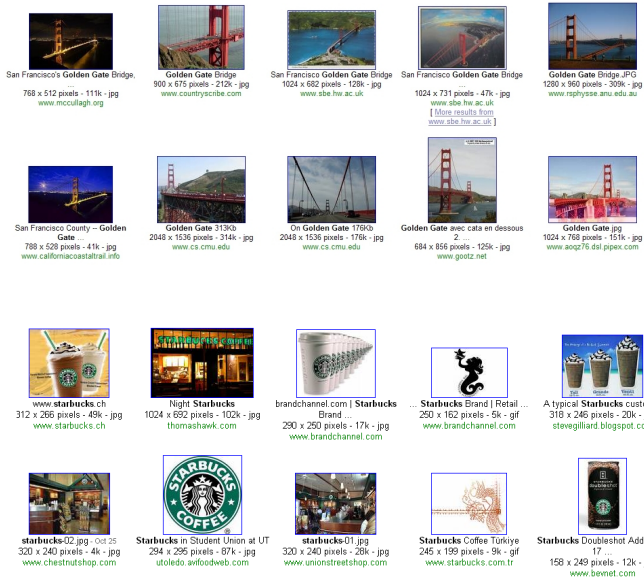 San Francisco's Golden Gate Bridge,
...
768 x 512 pixels - 111k - jpg
www.mccullagh.org
Golden Gate Bridge
900 x 675 pixels - 212k - jpg
www.countryscribe.com
San Francisco Golden Gate Bridge
1024 x 682 pixels - 128k - jpg
www.sbe.hw.ac.uk
San Francisco Golden Gate Bridge
...
1024 x 731 pixels - 47k - jpg
www.sbe.hw.ac.uk
[ More results from
www.sbe.hw.ac.uk ]
Golden Gate Bridge.JPG
1280 x 960 pixels - 309k - jpg
www.rsphysse.anu.edu.au
San Francisco County -- Golden
Gate ...
788 x 528 pixels - 41k - jpg
www.californiacoastaltrail.info
Golden Gate 313Kb
2048 x 1536 pixels - 314k - jpg
www.cs.cmu.edu
On Golden Gate 176Kb
2048 x 1536 pixels - 176k - jpg
www.cs.cmu.edu
Golden Gate avec cata en dessous
2. ...
684 x 856 pixels - 125k - jpg
www.gootz.net
Golden Gate.jpg
1024 x 768 pixels - 151k - jpg
www.aoqz76.dsl.pipex.com
STARBUCKS COFFEE
www.starbucks.ch
312 x 266 pixels - 49k - jpg
www.starbucks.ch
Night Starbucks
1024 x 692 pixels - 102k - jpg
thomashawk.com
brandchannel.com | Starbucks
Brand ...
290 x 250 pixels - 17k - jpg
www.brandchannel.com
... Starbucks Brand | Retail ...
250 x 162 pixels - 5k - gif
www.brandchannel.com
A typical Starbucks custo
318 x 246 pixels - 20k -
stevegilliard.blogspot.co
STARBUCKS
COFFEE
starbucks-02.jpg - Oct 25
320 x 240 pixels - 4k - jpg
www.chestnutshop.com
Starbucks in Student Union at UT
294 x 295 pixels - 87k - jpg
utoledo.avifoodweb.com
starbucks-01.jpg
320 x 240 pixels - 28k - jpg
www.unionstreetshop.com
Starbucks Coffee Türkiye
245 x 199 pixels - 9k - gif
www.starbucks.com.tr
doubleshot
Starbucks Doubleshot Add
17 ...
158 x 249 pixels - 12k -
www.bevnet.com